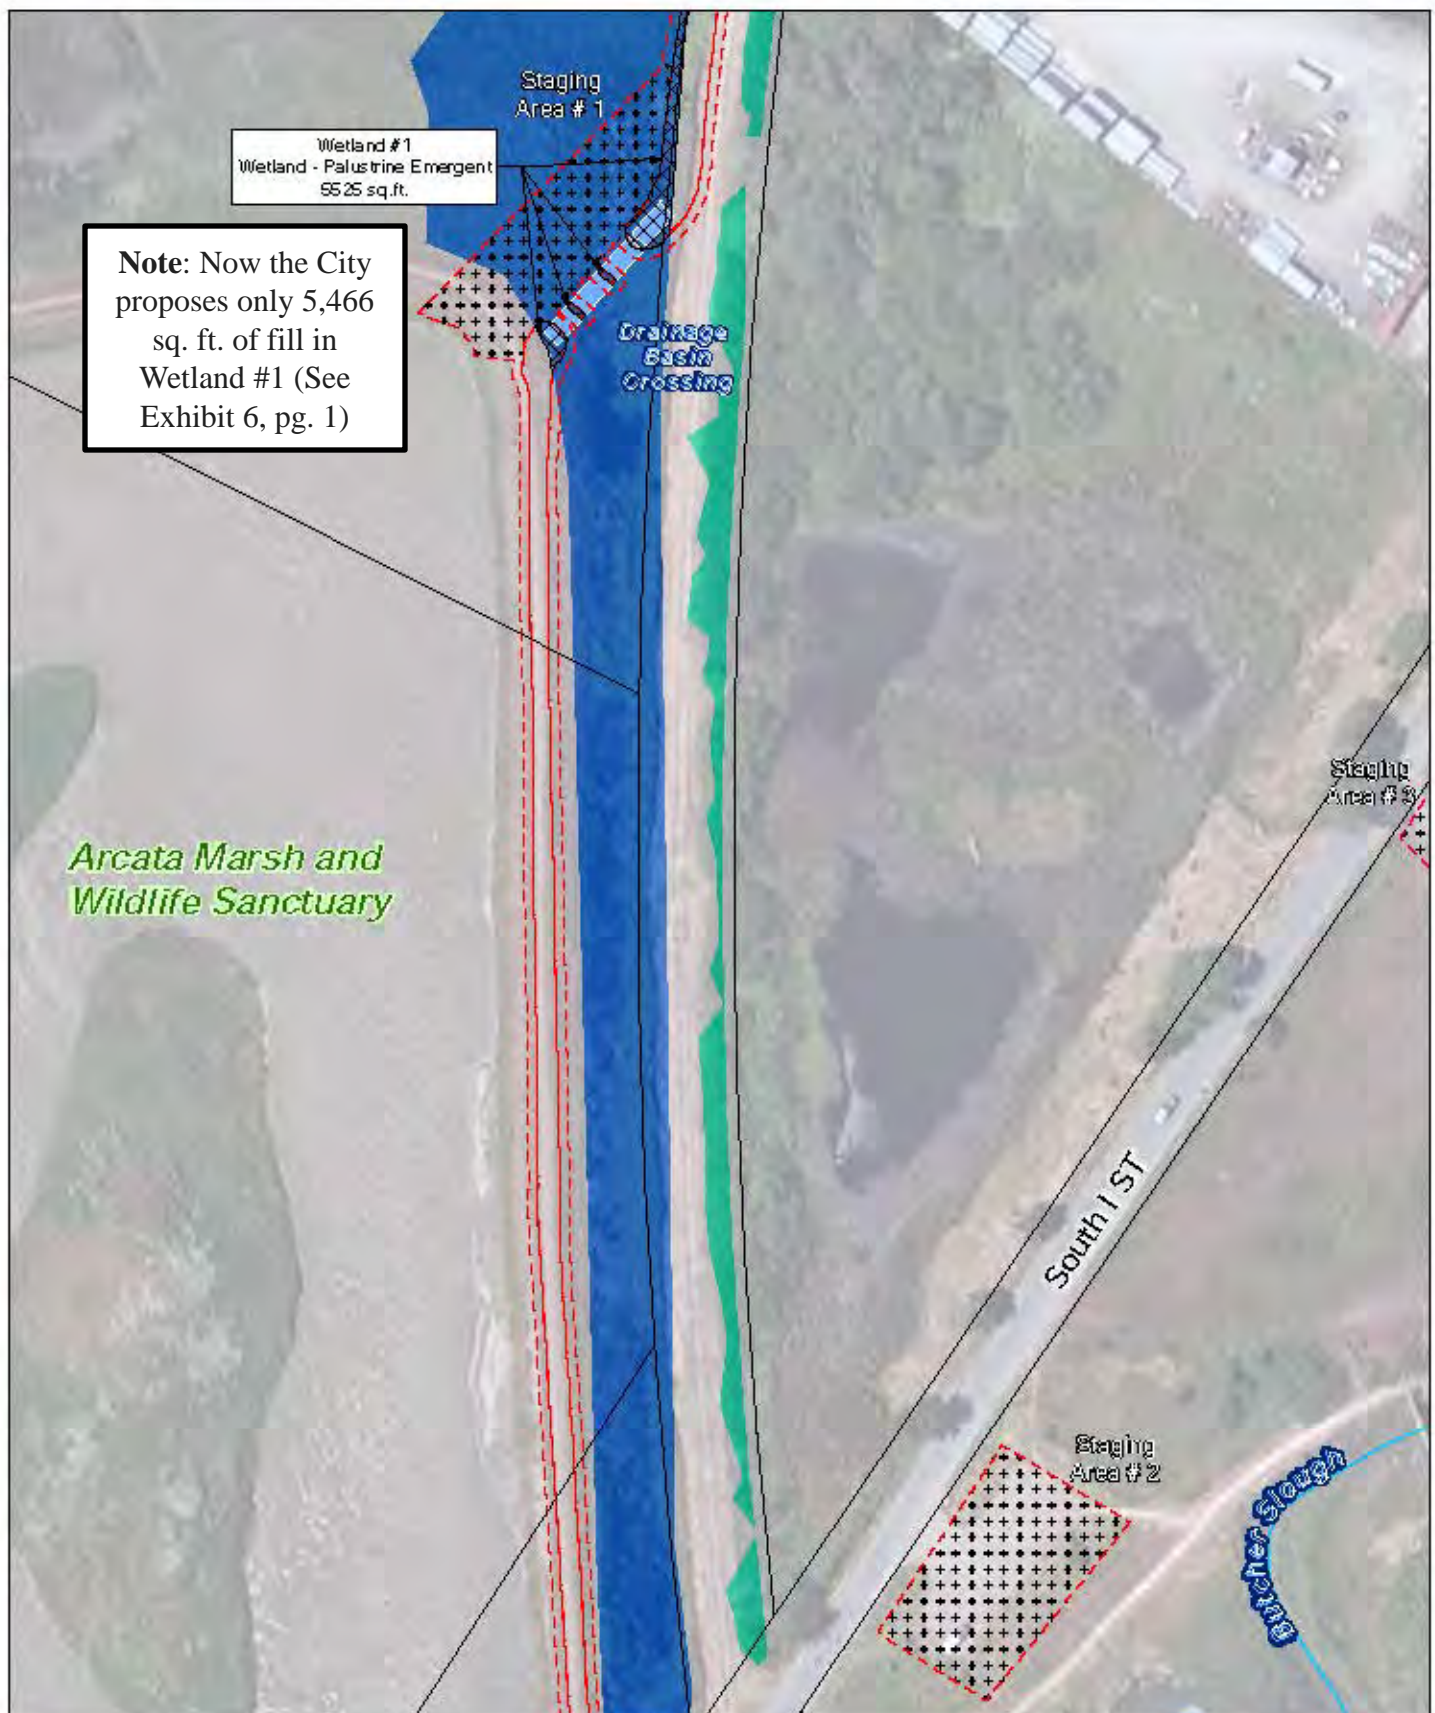 Staging
Area # 1
Wetland #1
Wetland - Palustrine Emergent
5525 sq.ft.
Note: Now the City
proposes only 5,466
sq. ft. of fill in
Wetland #1 (See
Exhibit 6, pg. 1)
Drainage
Basin
Crossing
Staging
Area # 3
Arcata Marsh and
Wildlife Sanctuary
South I ST
Staging
Area # 2
Butcher Slough